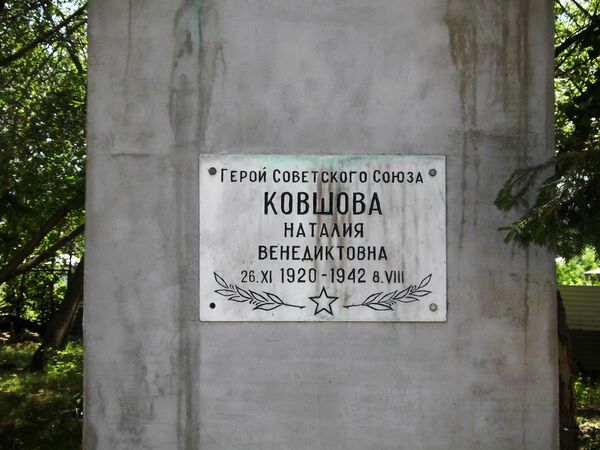 Герой Советского Союза
КОВШОВА
НАТАЛИЯ
ВЕНЕДИКТОВНА
26.XI 1920-1942 8.VIII